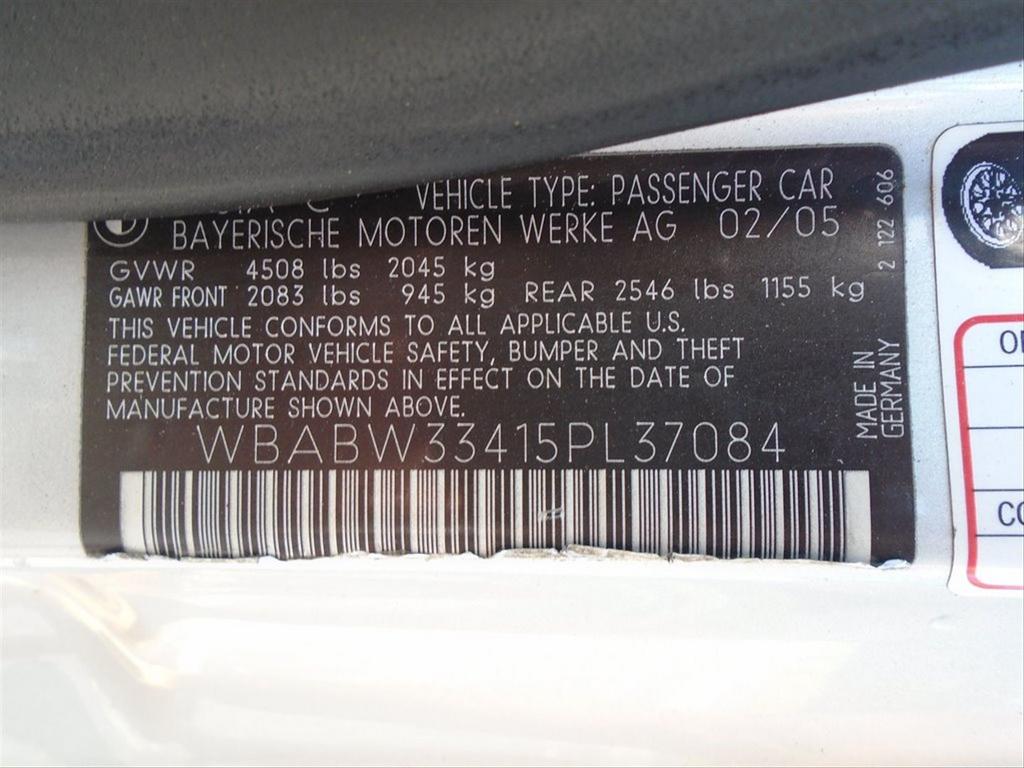 VEHICLE TYPE: PASSENGER CAR
BAYERISCHE MOTOREN WERKE AG 02/05
GVWR 4508 lbs 2045 kg
GAWR FRONT 2083 lbs 945 kg REAR 2546 lbs 1155 kg
THIS VEHICLE CONFORMS TO ALL APPLICABLE U.S.
FEDERAL MOTOR VEHICLE SAFETY, BUMPER AND THEFT
PREVENTION STANDARDS IN EFFECT ON THE DATE OF
MANUFACTURE SHOWN ABOVE.
WBABW33415PL37084
2 122 606
MADE IN
GERMANY